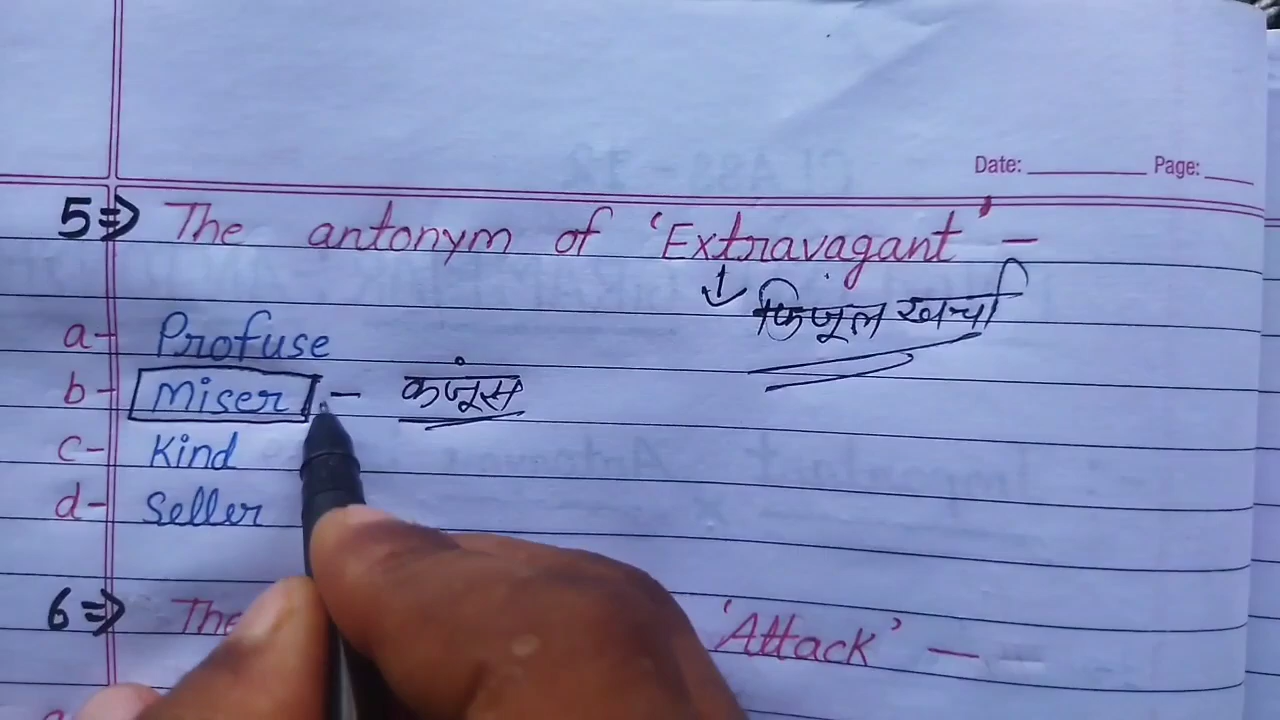 Date: Page:
5⇒ The antonym of 'Extravagant' –
↓ फिजूल खर्ची
a- Profuse
b- Miser – कंजूस
c- Kind
d- Seller
6⇒ The 'Attack' –